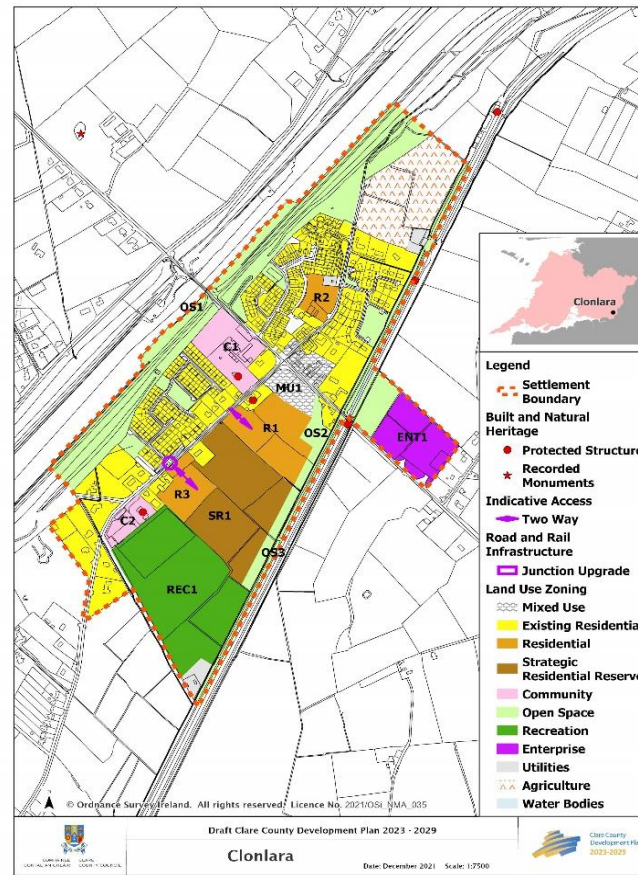 OS1
R2
C1
MU1
R1
OS2
ENT1
R3
C2
SR1
OS3
REC1
Clonlara
Legend
Settlement
Boundary
Built and Natural
Heritage
Protected Structure
Recorded
Monuments
Indicative Access
Two Way
Road and Rail
Infrastructure
Junction Upgrade
Land Use Zoning
Mixed Use
Existing Residential
Residential
Strategic
Residential Reserve
Community
Open Space
Recreation
Enterprise
Utilities
Agriculture
Water Bodies
© Ordnance Survey Ireland. All rights reserved. Licence No. 2021/OSi_NMA_035
Draft Clare County Development Plan 2023 - 2029
Clonlara
Date: December 2021 Scale: 1:7500
CLARE
COUNTY COUNCIL
Clare County
Development Plan
2023-2029